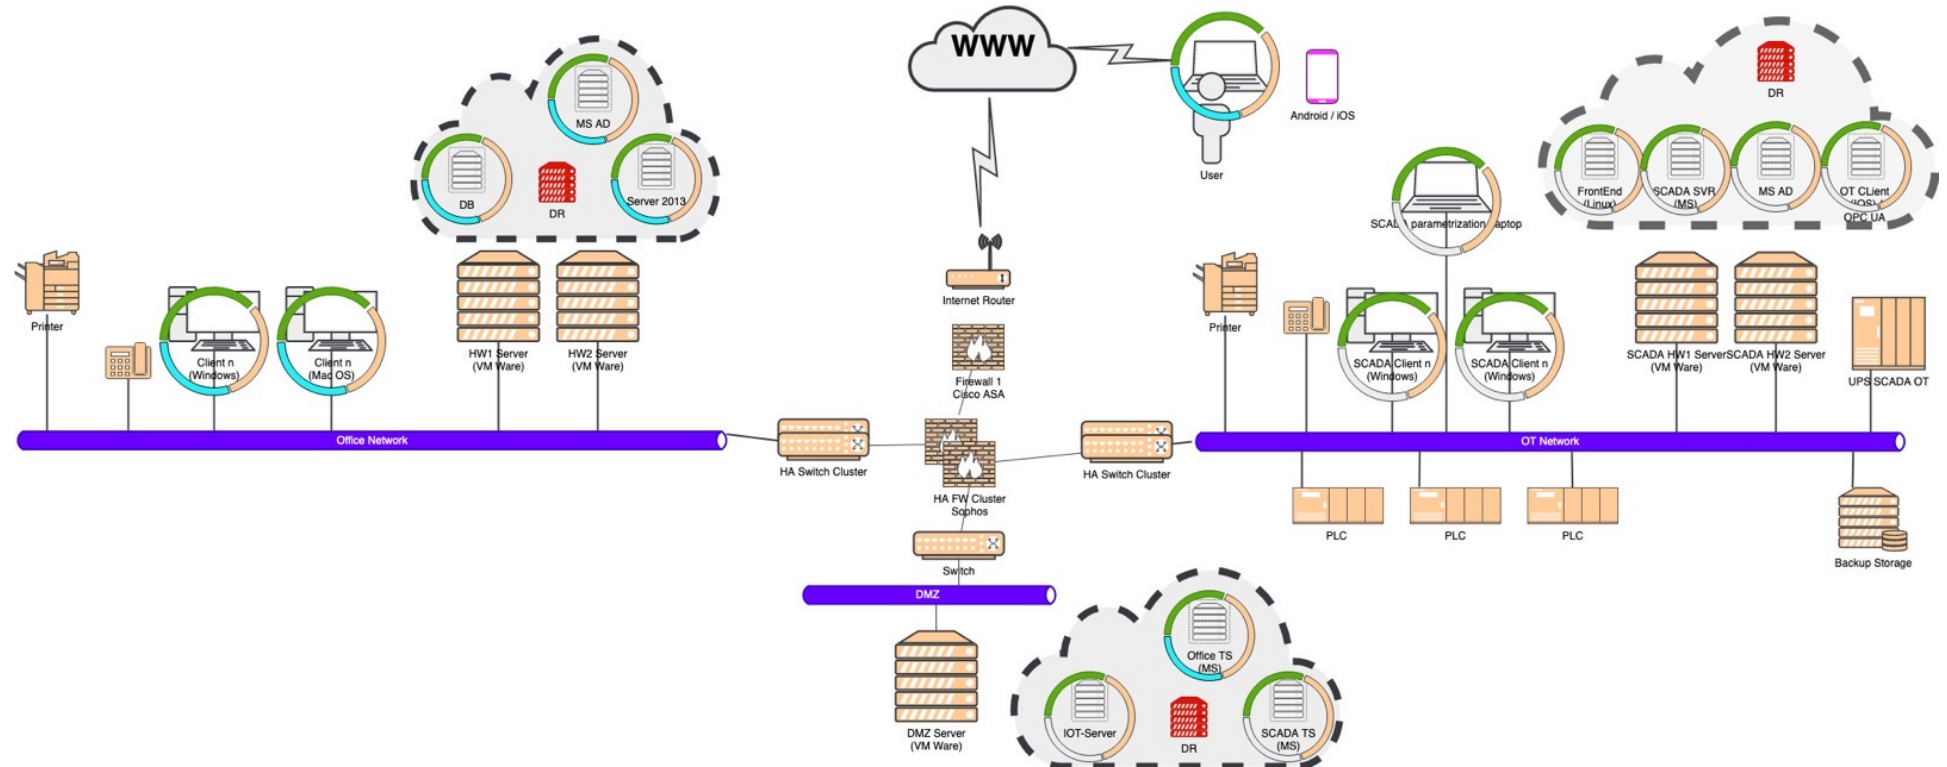 WWW
User
Android / iOS
MS AD
DB
DR
Server 2013
DR
FrontEnd
(Linux)
SCADA SVR
(MS)
MS AD
OT CLient
OPC UA
SCADA parametrization laptop
Printer
Client n
(Windows)
Client n
(Mac OS)
HW1 Server
(VM Ware)
HW2 Server
(VM Ware)
Internet Router
Firewall 1
Cisco ASA
Printer
SCADA Client n
(Windows)
SCADA Client n
(Windows)
SCADA HW1 Server
(VM Ware)
SCADA HW2 Server
(VM Ware)
UPS SCADA OT
Office Network
HA Switch Cluster
HA FW Cluster
Sophos
HA Switch Cluster
OT Network
PLC
PLC
PLC
Backup Storage
Switch
DMZ
DMZ Server
(VM Ware)
Office TS
(MS)
IOT-Server
DR
SCADA TS
(MS)